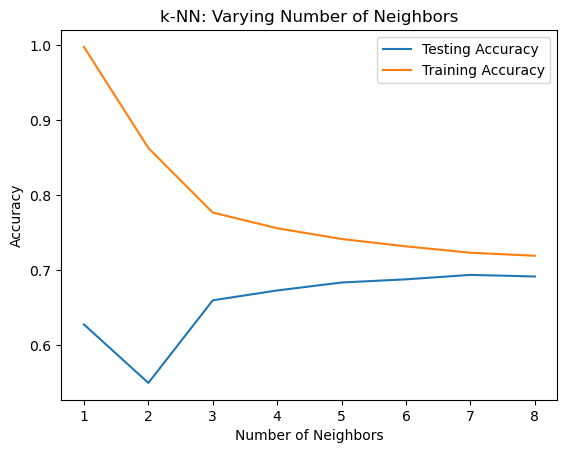 k-NN: Varying Number of Neighbors
Testing Accuracy
Training Accuracy
1.0
0.9
0.8
0.7
0.6
Accuracy
1 2 3 4 5 6 7 8
Number of Neighbors